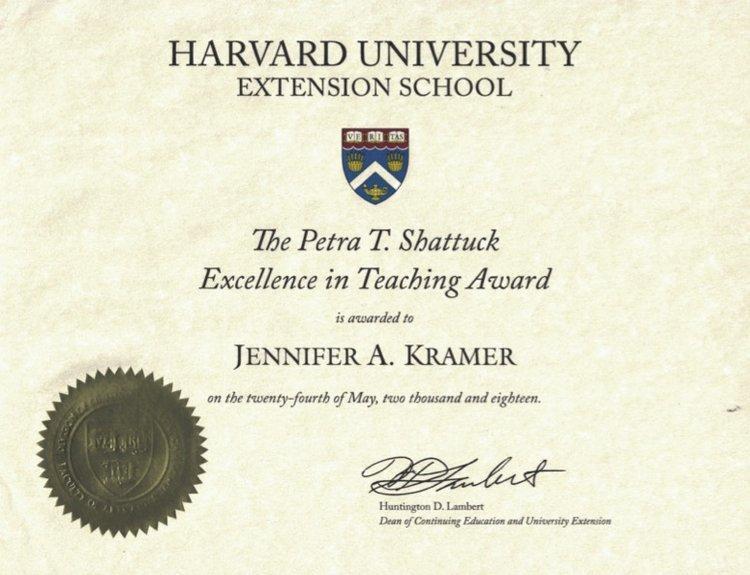 HARVARD UNIVERSITY
EXTENSION SCHOOL
VE RI TAS
The Petra T. Shattuck
Excellence in Teaching Award
is awarded to
JENNIFER A. KRAMER
on the twenty-fourth of May, two thousand and eighteen.
Huntington D. Lambert
Dean of Continuing Education and University Extension